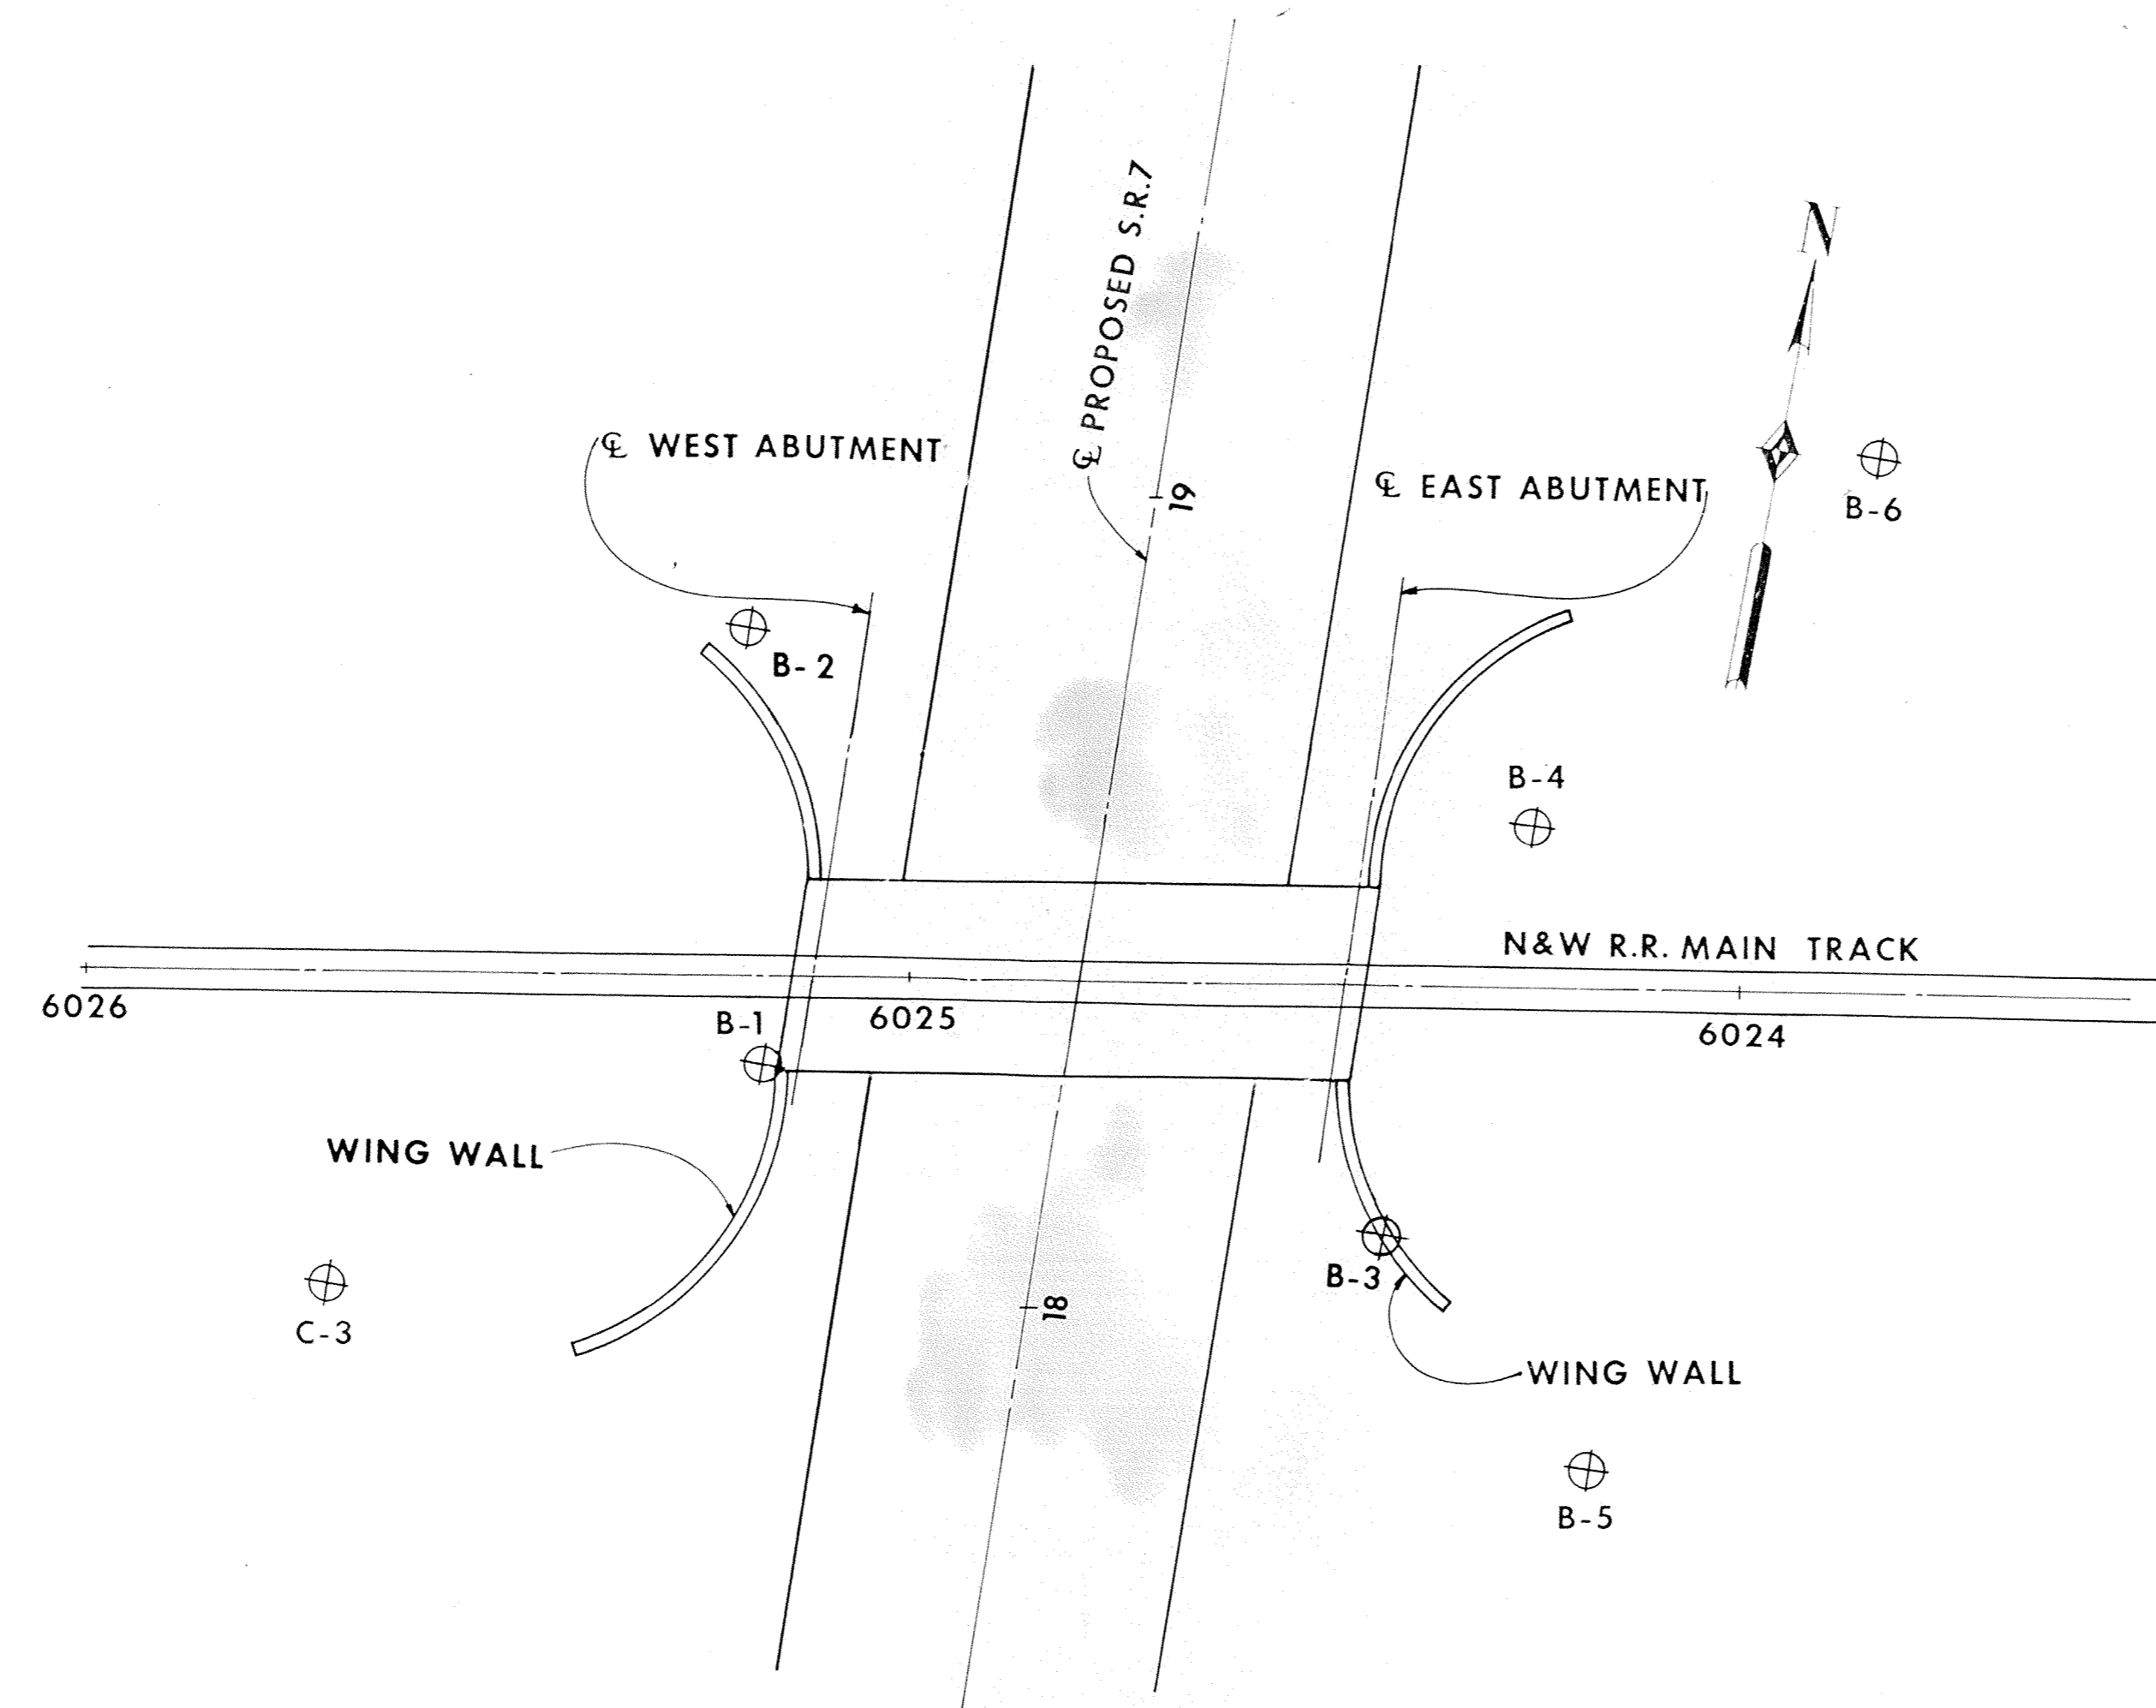 N
℄ PROPOSED S.R.7
℄ WEST ABUTMENT
℄ EAST ABUTMENT
19
B-6
B-2
B-4
N&W R.R. MAIN TRACK
6026
B-1
6025
6024
WING WALL
B-3
18
C-3
WING WALL
B-5